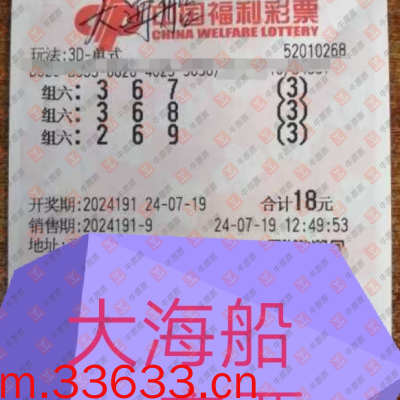 大海船
中国福利彩票
CHINA WELFARE LOTTERY
玩法:3D-单式 52010268
组六: 3 6 7 (3)
组六: 3 6 8 (3)
组六: 2 6 9 (3)
开奖期:2024191 24-07-19 合计18元
销售期:2024191-9 24-07-19 12:49:53
地址:
大海船
m.33633.cn